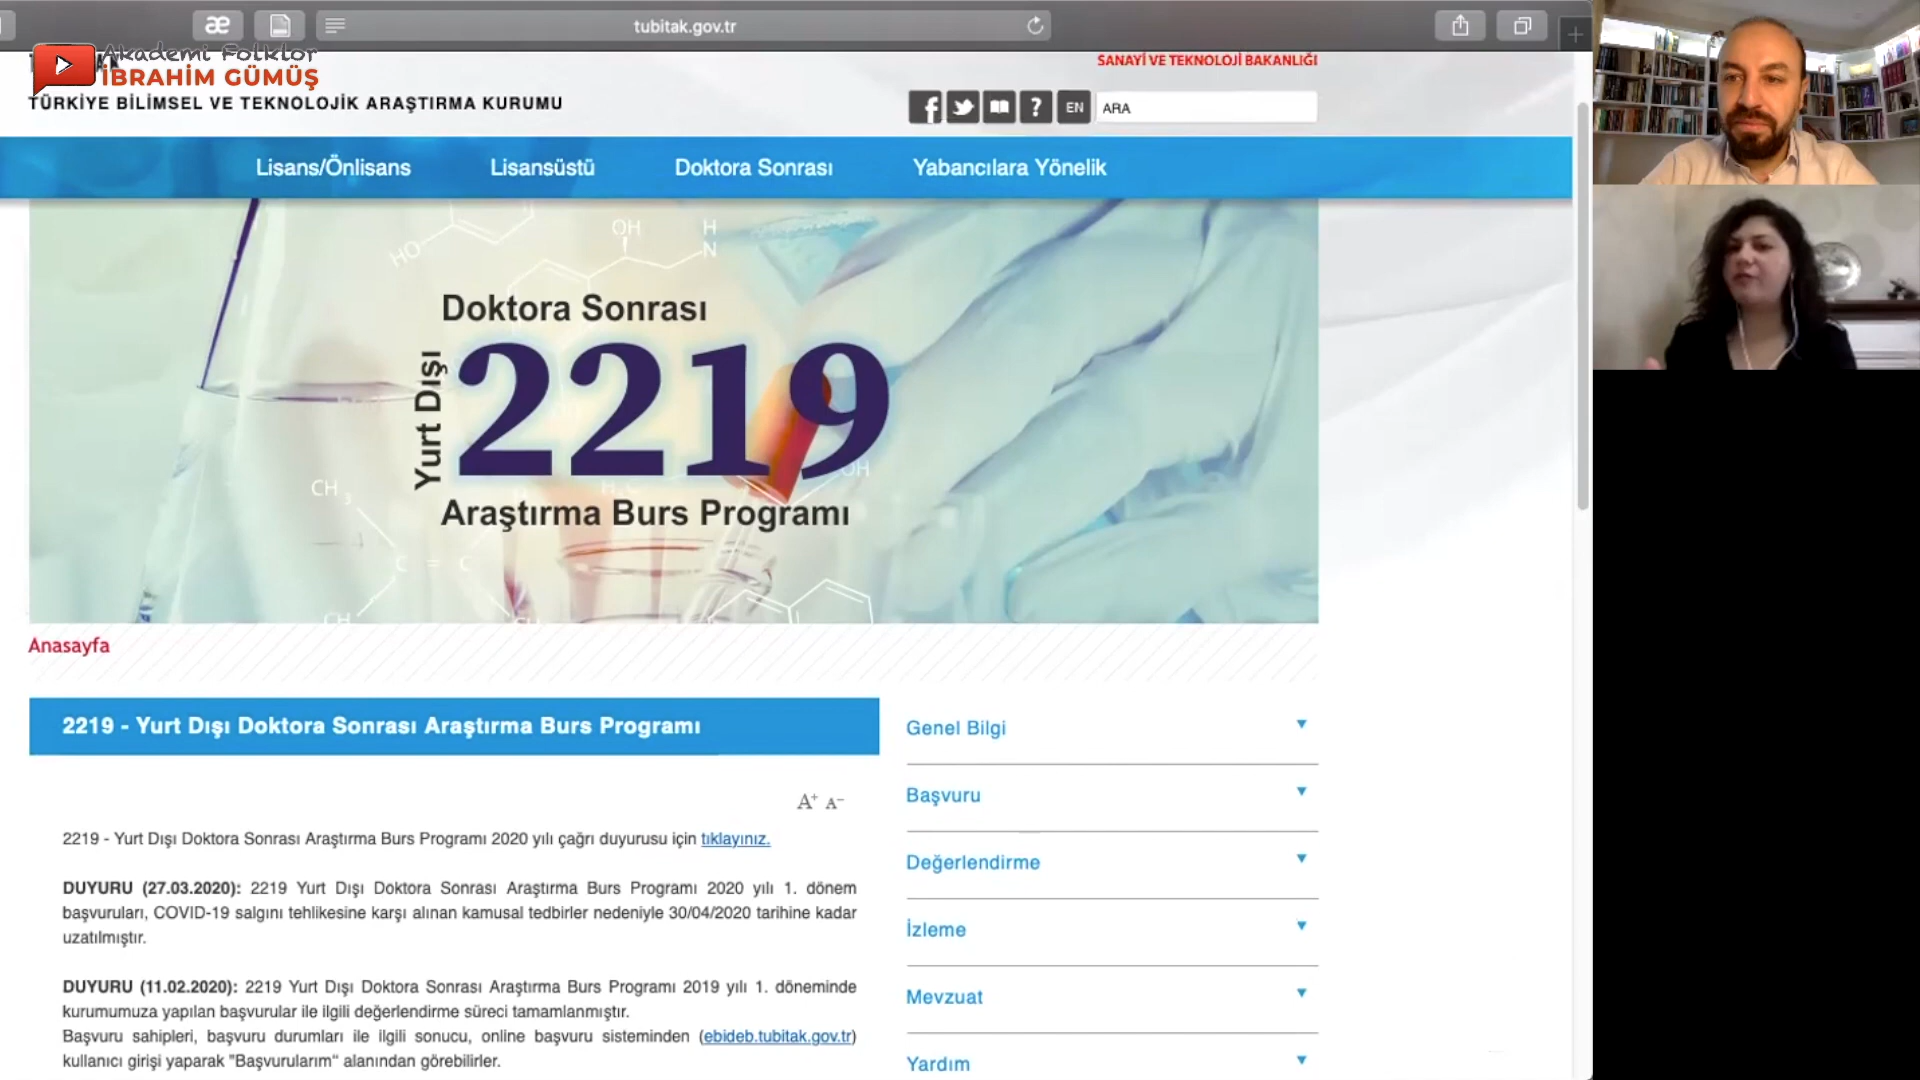 tubitak.gov.tr
Akademi Folklor
İBRAHİM GÜMÜŞ
SANAYİ VE TEKNOLOJİ BAKANLIĞI
TÜRKİYE BİLİMSEL VE TEKNOLOJİK ARAŞTIRMA KURUMU
EN
ARA
Lisans/Önlisans
Lisansüstü
Doktora Sonrası
Yabancılara Yönelik
HO
OH
H
N
Doktora Sonrası
Yurt Dışı
2219
Araştırma Burs Programı
CH3
OH
C = C
CH
Anasayfa
2219 - Yurt Dışı Doktora Sonrası Araştırma Burs Programı
A+ A−
2219 - Yurt Dışı Doktora Sonrası Araştırma Burs Programı 2020 yılı çağrı duyurusu için tıklayınız.
DUYURU (27.03.2020): 2219 Yurt Dışı Doktora Sonrası Araştırma Burs Programı 2020 yılı 1. dönem
başvuruları, COVID-19 salgını tehlikesine karşı alınan kamusal tedbirler nedeniyle 30/04/2020 tarihine kadar
uzatılmıştır.
DUYURU (11.02.2020): 2219 Yurt Dışı Doktora Sonrası Araştırma Burs Programı 2019 yılı 1. döneminde
kurumumuza yapılan başvurular ile ilgili değerlendirme süreci tamamlanmıştır.
Başvuru sahipleri, başvuru durumları ile ilgili sonucu, online başvuru sisteminden (ebideb.tubitak.gov.tr)
kullanıcı girişi yaparak "Başvurularım" alanından görebilirler.
Genel Bilgi
Başvuru
Değerlendirme
İzleme
Mevzuat
Yardım